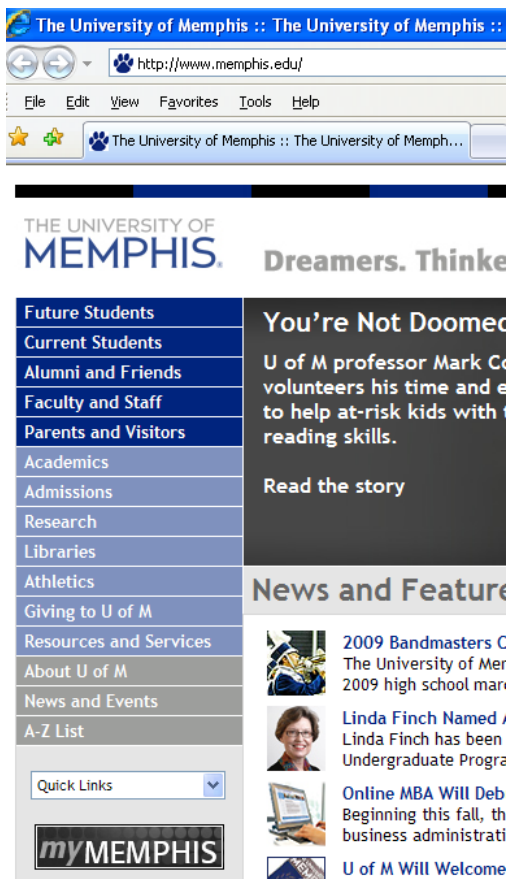 The University of Memphis :: The University of Memphis ::
http://www.memphis.edu/
File Edit View Favorites Tools Help
The University of Memphis :: The University of Memph...
THE UNIVERSITY OF
MEMPHIS.
Dreamers. Thinke
Future Students
Current Students
Alumni and Friends
Faculty and Staff
Parents and Visitors
Academics
Admissions
Research
Libraries
Athletics
Giving to U of M
Resources and Services
About U of M
News and Events
A-Z List
Quick Links
myMEMPHIS
You're Not Doomed
U of M professor Mark Co
volunteers his time and e
to help at-risk kids with t
reading skills.
Read the story
News and Feature
2009 Bandmasters C
The University of Mem
2009 high school marc
Linda Finch Named A
Linda Finch has been
Undergraduate Progra
Online MBA Will Deb
Beginning this fall, th
business administrati
U of M Will Welcome